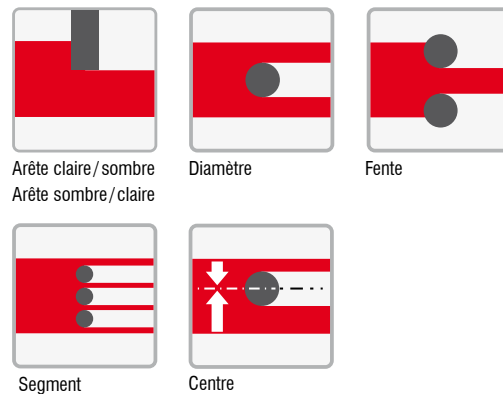 Arête claire/sombre
Arête sombre/claire
Diamètre
Fente
Segment
Centre